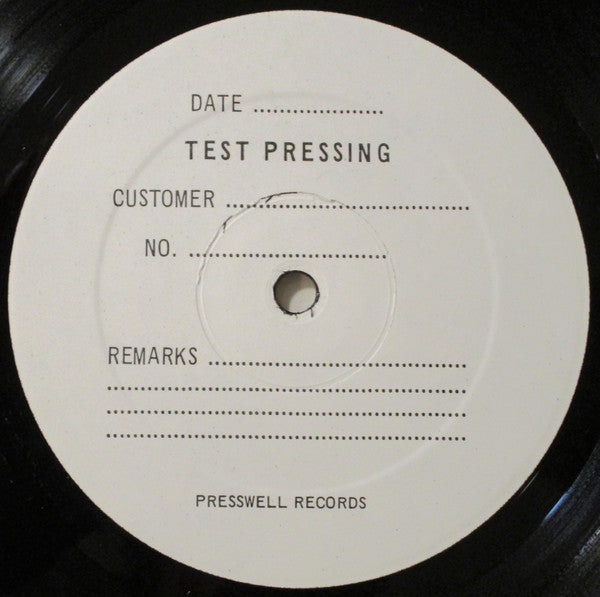 DATE ....................
TEST PRESSING
CUSTOMER ......................................
NO. ...............................
REMARKS ........................................
........................................................
........................................................
........................................................
PRESSWELL RECORDS